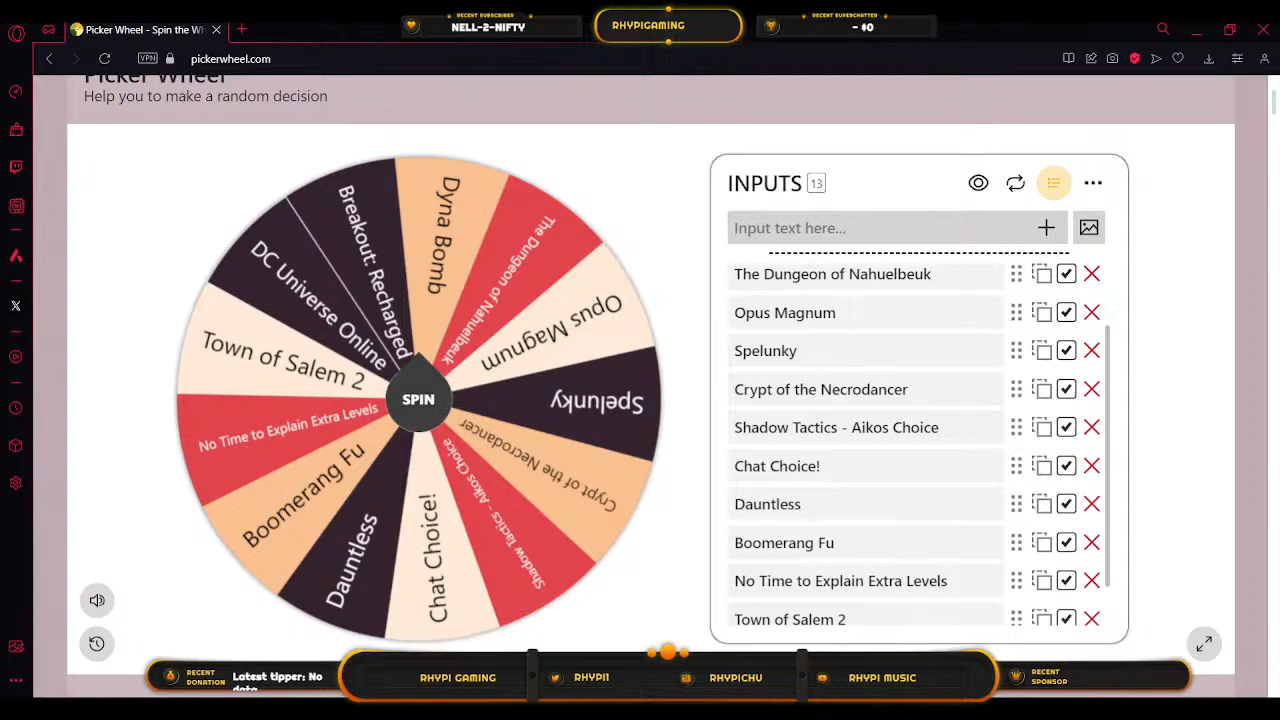 RECENT SUBSCRIBER
NELL-2-NIFTY
RHYPIGAMING
RECENT SUPERCHATTER
- $0
Picker Wheel - Spin the Wh
VPN
pickerwheel.com
Picker Wheel
Help you to make a random decision
Breakout: Recharged
Dyna Bomb
The Dungeon of Nahuelbeuk
Opus Magnum
Spelunky
Crypt of the Necrodancer
Shadow Tactics - Aikos Choice
Chat Choice!
Dauntless
Boomerang Fu
No Time to Explain Extra Levels
Town of Salem 2
DC Universe Online
SPIN
INPUTS 13
Input text here...
The Dungeon of Nahuelbeuk
Opus Magnum
Spelunky
Crypt of the Necrodancer
Shadow Tactics - Aikos Choice
Chat Choice!
Dauntless
Boomerang Fu
No Time to Explain Extra Levels
Town of Salem 2
RECENT
DONATION
Latest tipper: No
data
RHYPI GAMING
RHYPI1
RHYPICHU
RHYPI MUSIC
RECENT
SPONSOR